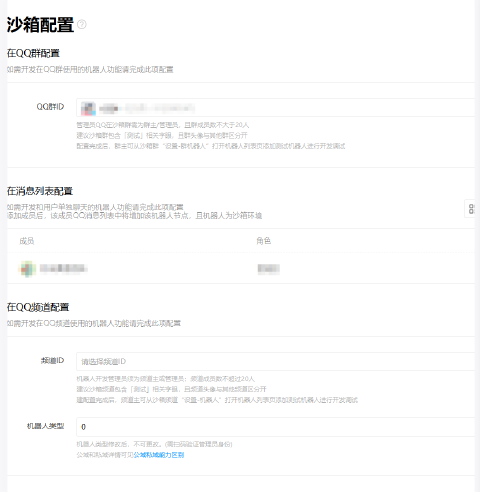 沙箱配置
在QQ群配置
如需开发在QQ群使用的机器人功能请完成此项配置
QQ群ID
管理员QQ在沙箱群需为群主/管理员，且群成员数不大于20人
建议沙箱群包含「测试」相关字眼，且群头像与其他群区分开
配置完成后，群主可从沙箱群“设置-群机器人”打开机器人列表页添加测试机器人进行开发调试
在消息列表配置
如需开发和用户单独聊天的机器人功能请完成此项配置
添加成员后，该成员QQ消息列表中将增加该机器人节点，且机器人为沙箱环境
成员 角色
在QQ频道配置
如需开发在QQ频道使用的机器人功能请完成此项配置
频道ID 请选择频道ID
机器人开发管理员须为频道主或管理员；频道成员数不超过20人
建议沙箱频道包含「测试」相关字眼，且频道头像与其他频道区分开
建配置完成后，频道主可从沙箱频道“设置-机器人”打开机器人列表页添加测试机器人进行开发调试
机器人类型 0
机器人类型修改后，不可更改。(需扫码验证管理员身份)
公域和私域详情可见公域私域能力区别